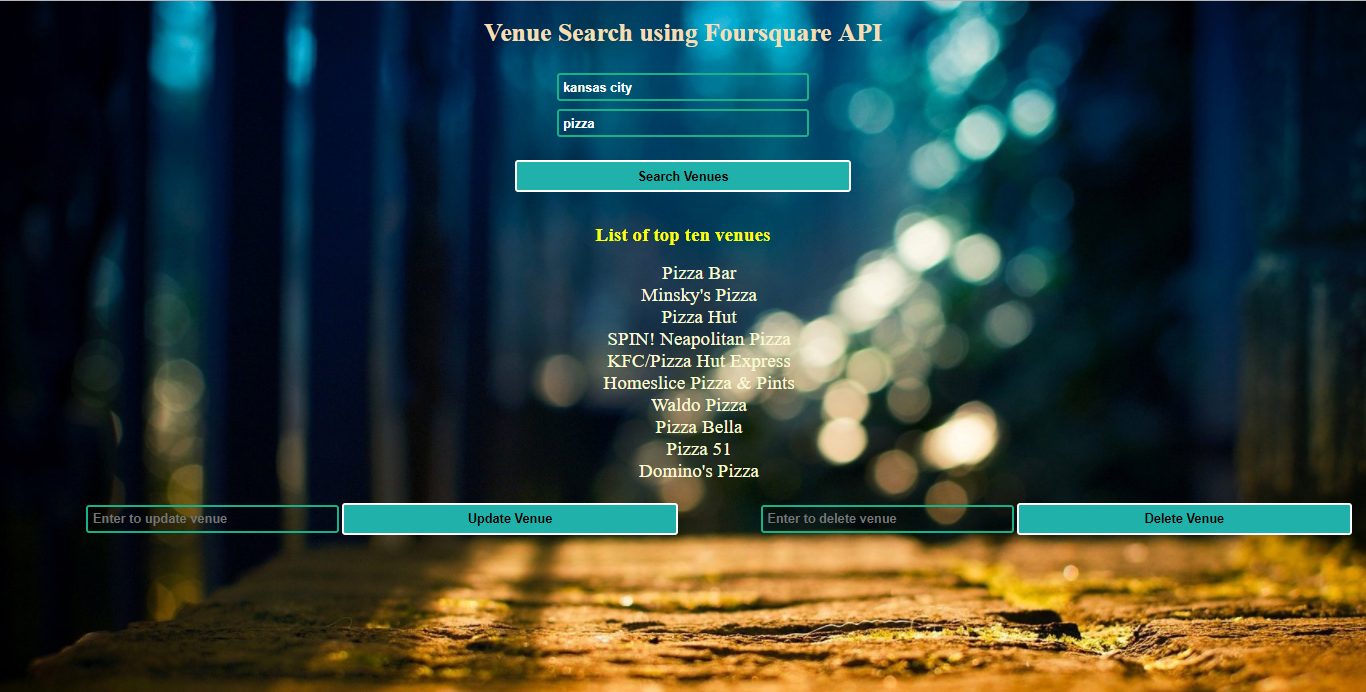 Venue Search using Foursquare API
kansas city
pizza
Search Venues
List of top ten venues
Pizza Bar
Minsky's Pizza
Pizza Hut
SPIN! Neapolitan Pizza
KFC/Pizza Hut Express
Homeslice Pizza & Pints
Waldo Pizza
Pizza Bella
Pizza 51
Domino's Pizza
Enter to update venue Update Venue Enter to delete venue Delete Venue